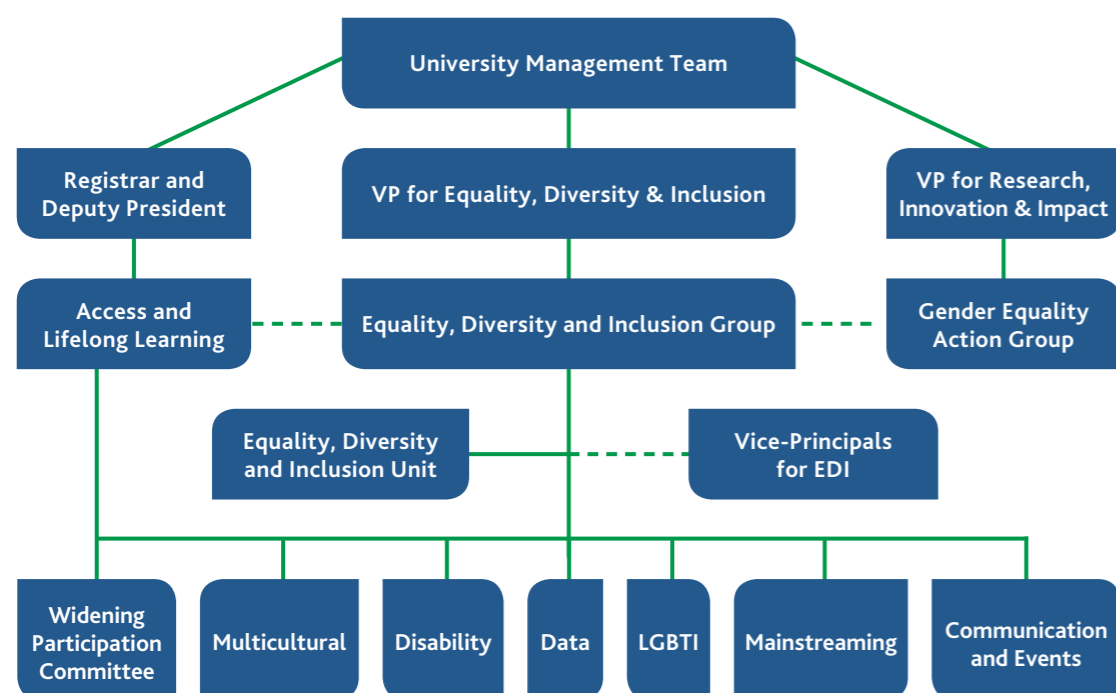 University Management Team
Registrar and
Deputy President
VP for Equality, Diversity & Inclusion
VP for Research,
Innovation & Impact
Access and
Lifelong Learning
Equality, Diversity and Inclusion Group
Gender Equality
Action Group
Equality, Diversity
and Inclusion Unit
Vice-Principals
for EDI
Widening
Participation
Committee
Multicultural
Disability
Data
LGBTI
Mainstreaming
Communication
and Events